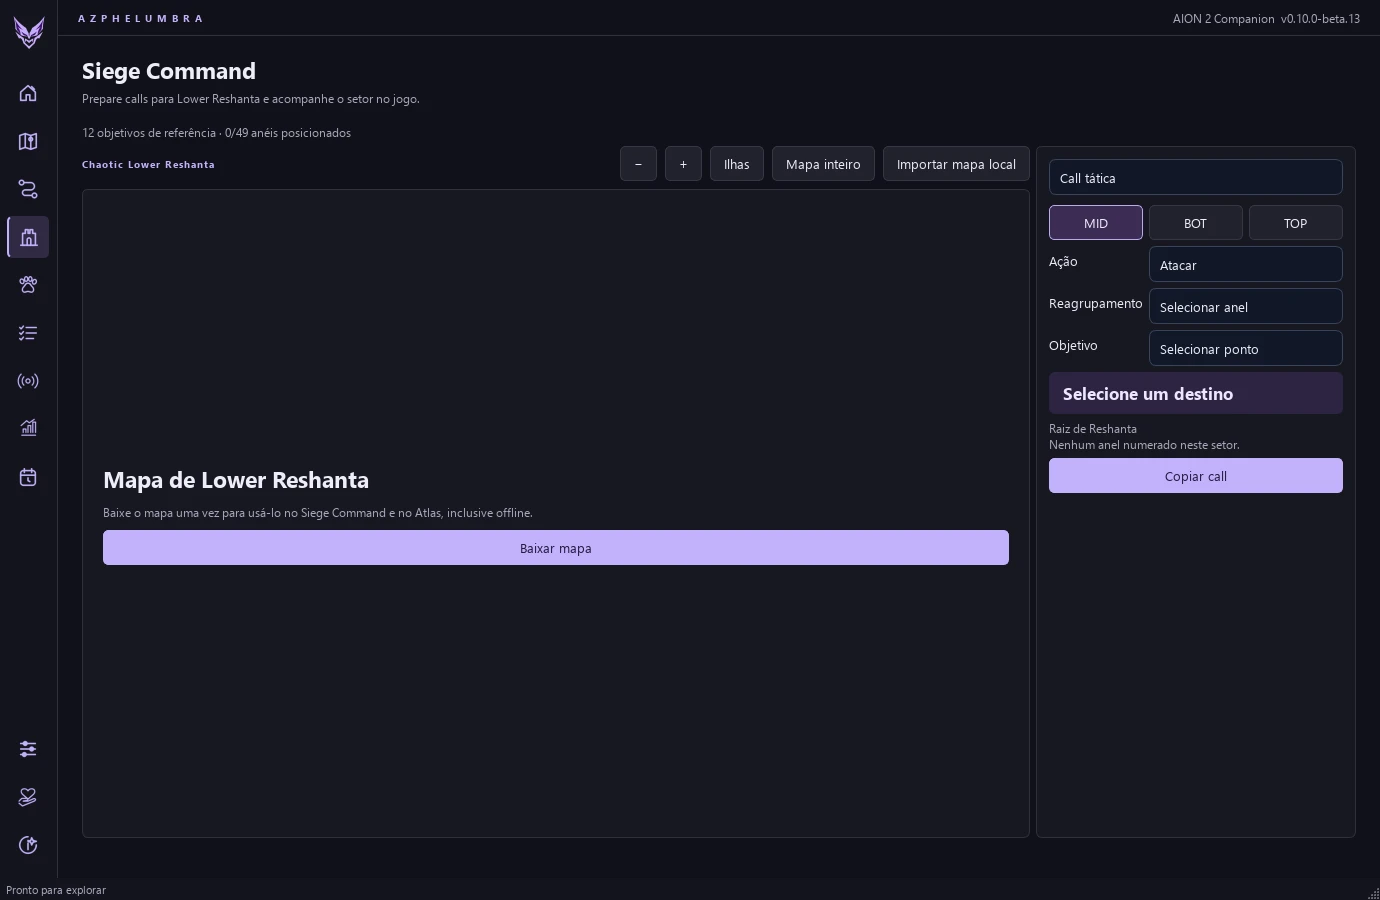 AZPHELUMBRA
AION 2 Companion v0.10.0-beta.13
Siege Command
Prepare calls para Lower Reshanta e acompanhe o setor no jogo.
12 objetivos de referência · 0/49 anéis posicionados
Chaotic Lower Reshanta
− + Ilhas Mapa inteiro Importar mapa local
Mapa de Lower Reshanta
Baixe o mapa uma vez para usá-lo no Siege Command e no Atlas, inclusive offline.
Baixar mapa
Call tática
MID BOT TOP
Ação Atacar
Reagrupamento Selecionar anel
Objetivo Selecionar ponto
Selecione um destino
Raiz de Reshanta
Nenhum anel numerado neste setor.
Copiar call
Pronto para explorar